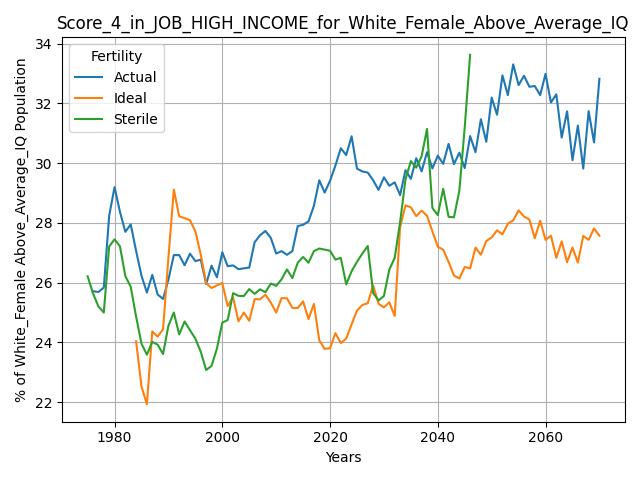 Score_4_in_JOB_HIGH_INCOME_for_White_Female_Above_Average_IQ
% of White_Female Above_Average_IQ Population
34
32
30
28
26
24
22
Fertility
Actual
Ideal
Sterile
1980
2000
2020
2040
2060
Years